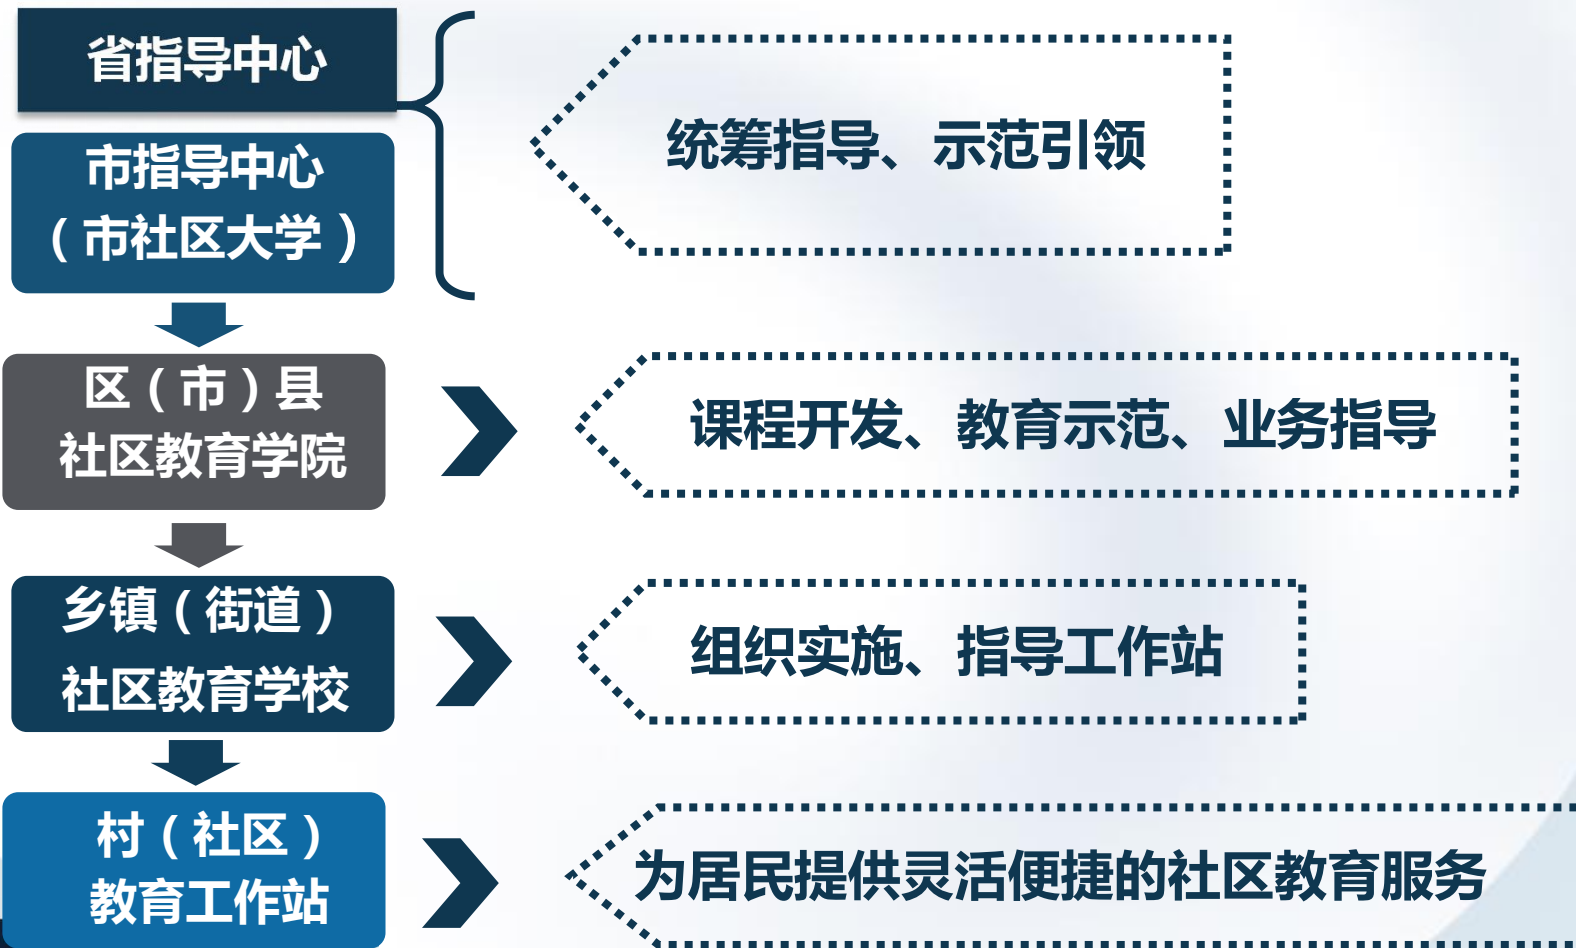 省指导中心
市指导中心
（市社区大学）
统筹指导、示范引领
区（市）县
社区教育学院
课程开发、教育示范、业务指导
乡镇（街道）
社区教育学校
组织实施、指导工作站
村（社区）
教育工作站
为居民提供灵活便捷的社区教育服务